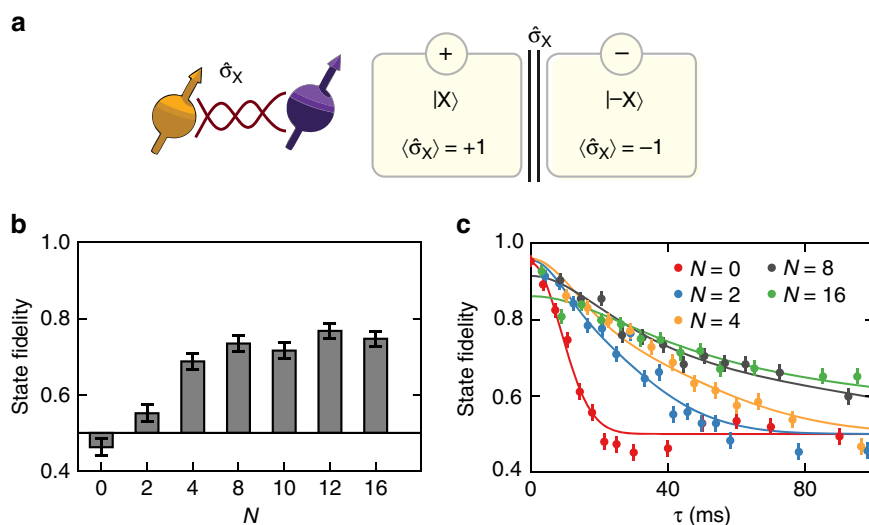 a
σ̂X
σ̂X
+
−
|X⟩
|−X⟩
⟨σ̂X⟩ = +1
⟨σ̂X⟩ = −1
b
1.0
0.8
0.6
0.4
State fidelity
0 2 4 8 10 12 16
N
c
1.0
0.8
0.6
0.4
State fidelity
N = 0
N = 2
N = 4
N = 8
N = 16
0 40 80
τ (ms)